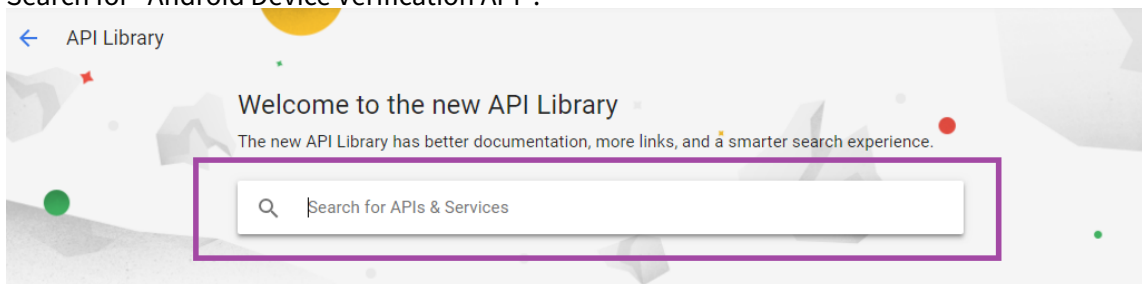 Search for "Android Device Verification API".
API Library
Welcome to the new API Library
The new API Library has better documentation, more links, and a smarter search experience.
Search for APIs & Services